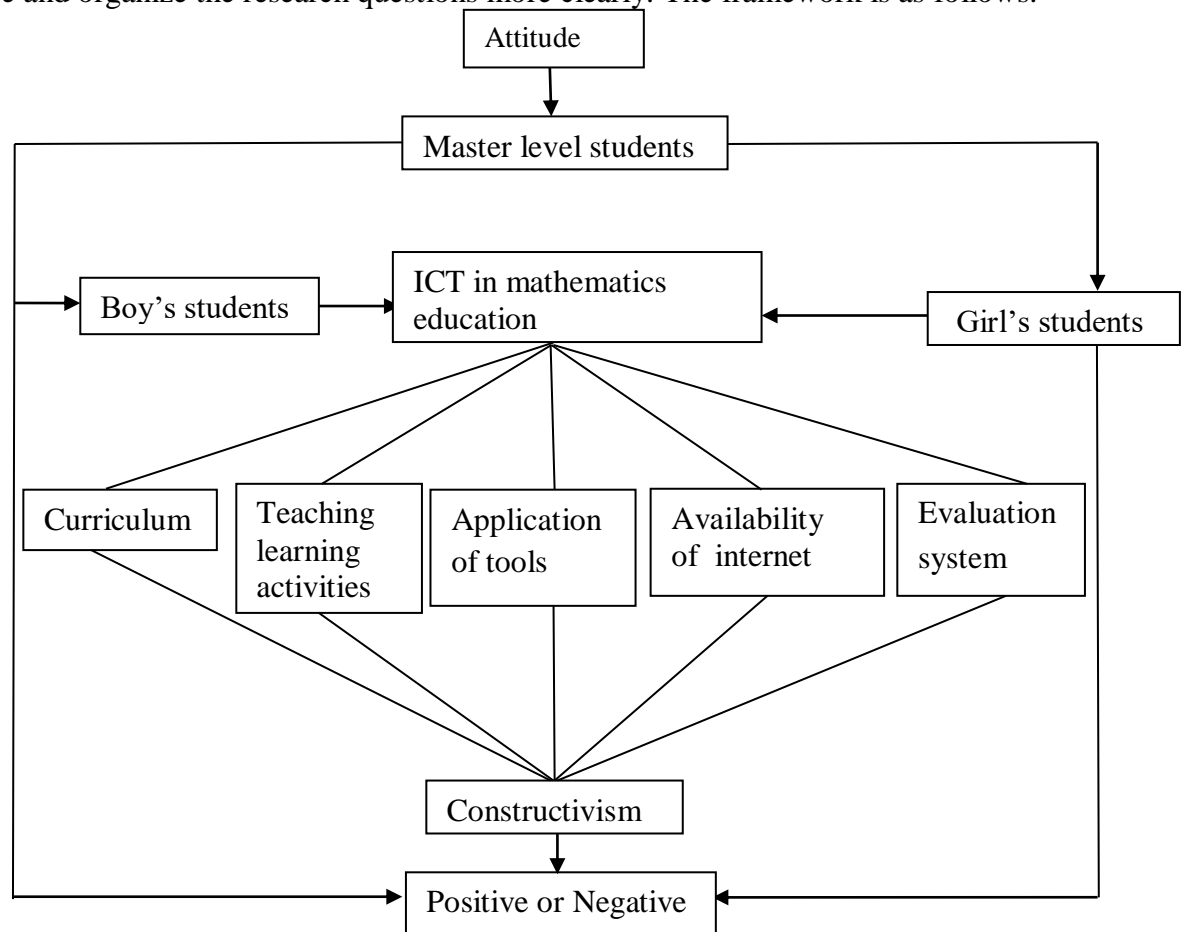 e and organize the research questions more clearly. The framework is as follows:
Attitude
Master level students
Boy’s students
ICT in mathematics
education
Girl’s students
Curriculum
Teaching
learning
activities
Application
of tools
Availability
of internet
Evaluation
system
Constructivism
Positive or Negative